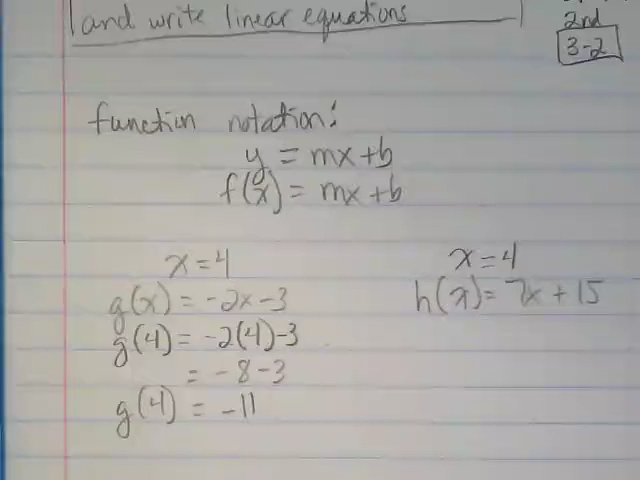 and write linear equations
2nd
3-2
function notation:
y = mx+b
f(x) = mx+b
x=4
g(x) = -2x-3
g(4) = -2(4)-3
= -8-3
g(4) = -11
x=4
h(x)= 7x + 15